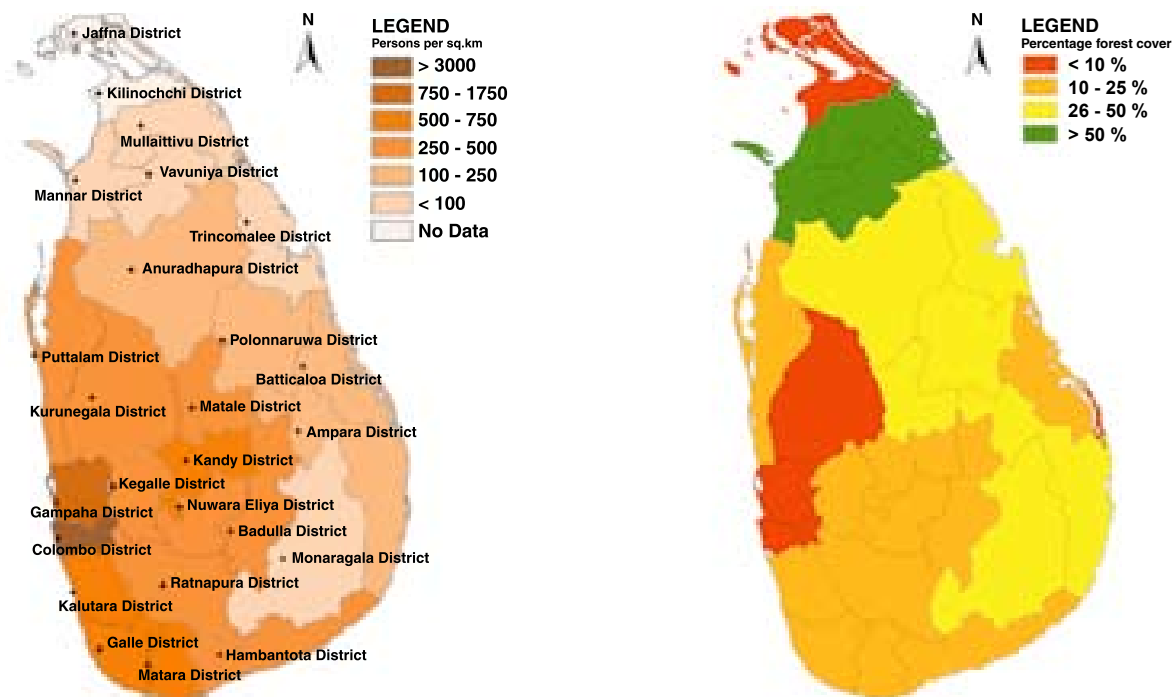 N
LEGEND
Persons per sq.km
> 3000
750 - 1750
500 - 750
250 - 500
100 - 250
< 100
No Data
Jaffna District
Kilinochchi District
Mullaittivu District
Vavuniya District
Mannar District
Trincomalee District
Anuradhapura District
Polonnaruwa District
Puttalam District
Batticaloa District
Matale District
Kurunegala District
Ampara District
Kandy District
Kegalle District
Nuwara Eliya District
Gampaha District
Badulla District
Colombo District
Monaragala District
Ratnapura District
Kalutara District
Galle District
Hambantota District
Matara District
N
LEGEND
Percentage forest cover
< 10 %
10 - 25 %
26 - 50 %
> 50 %